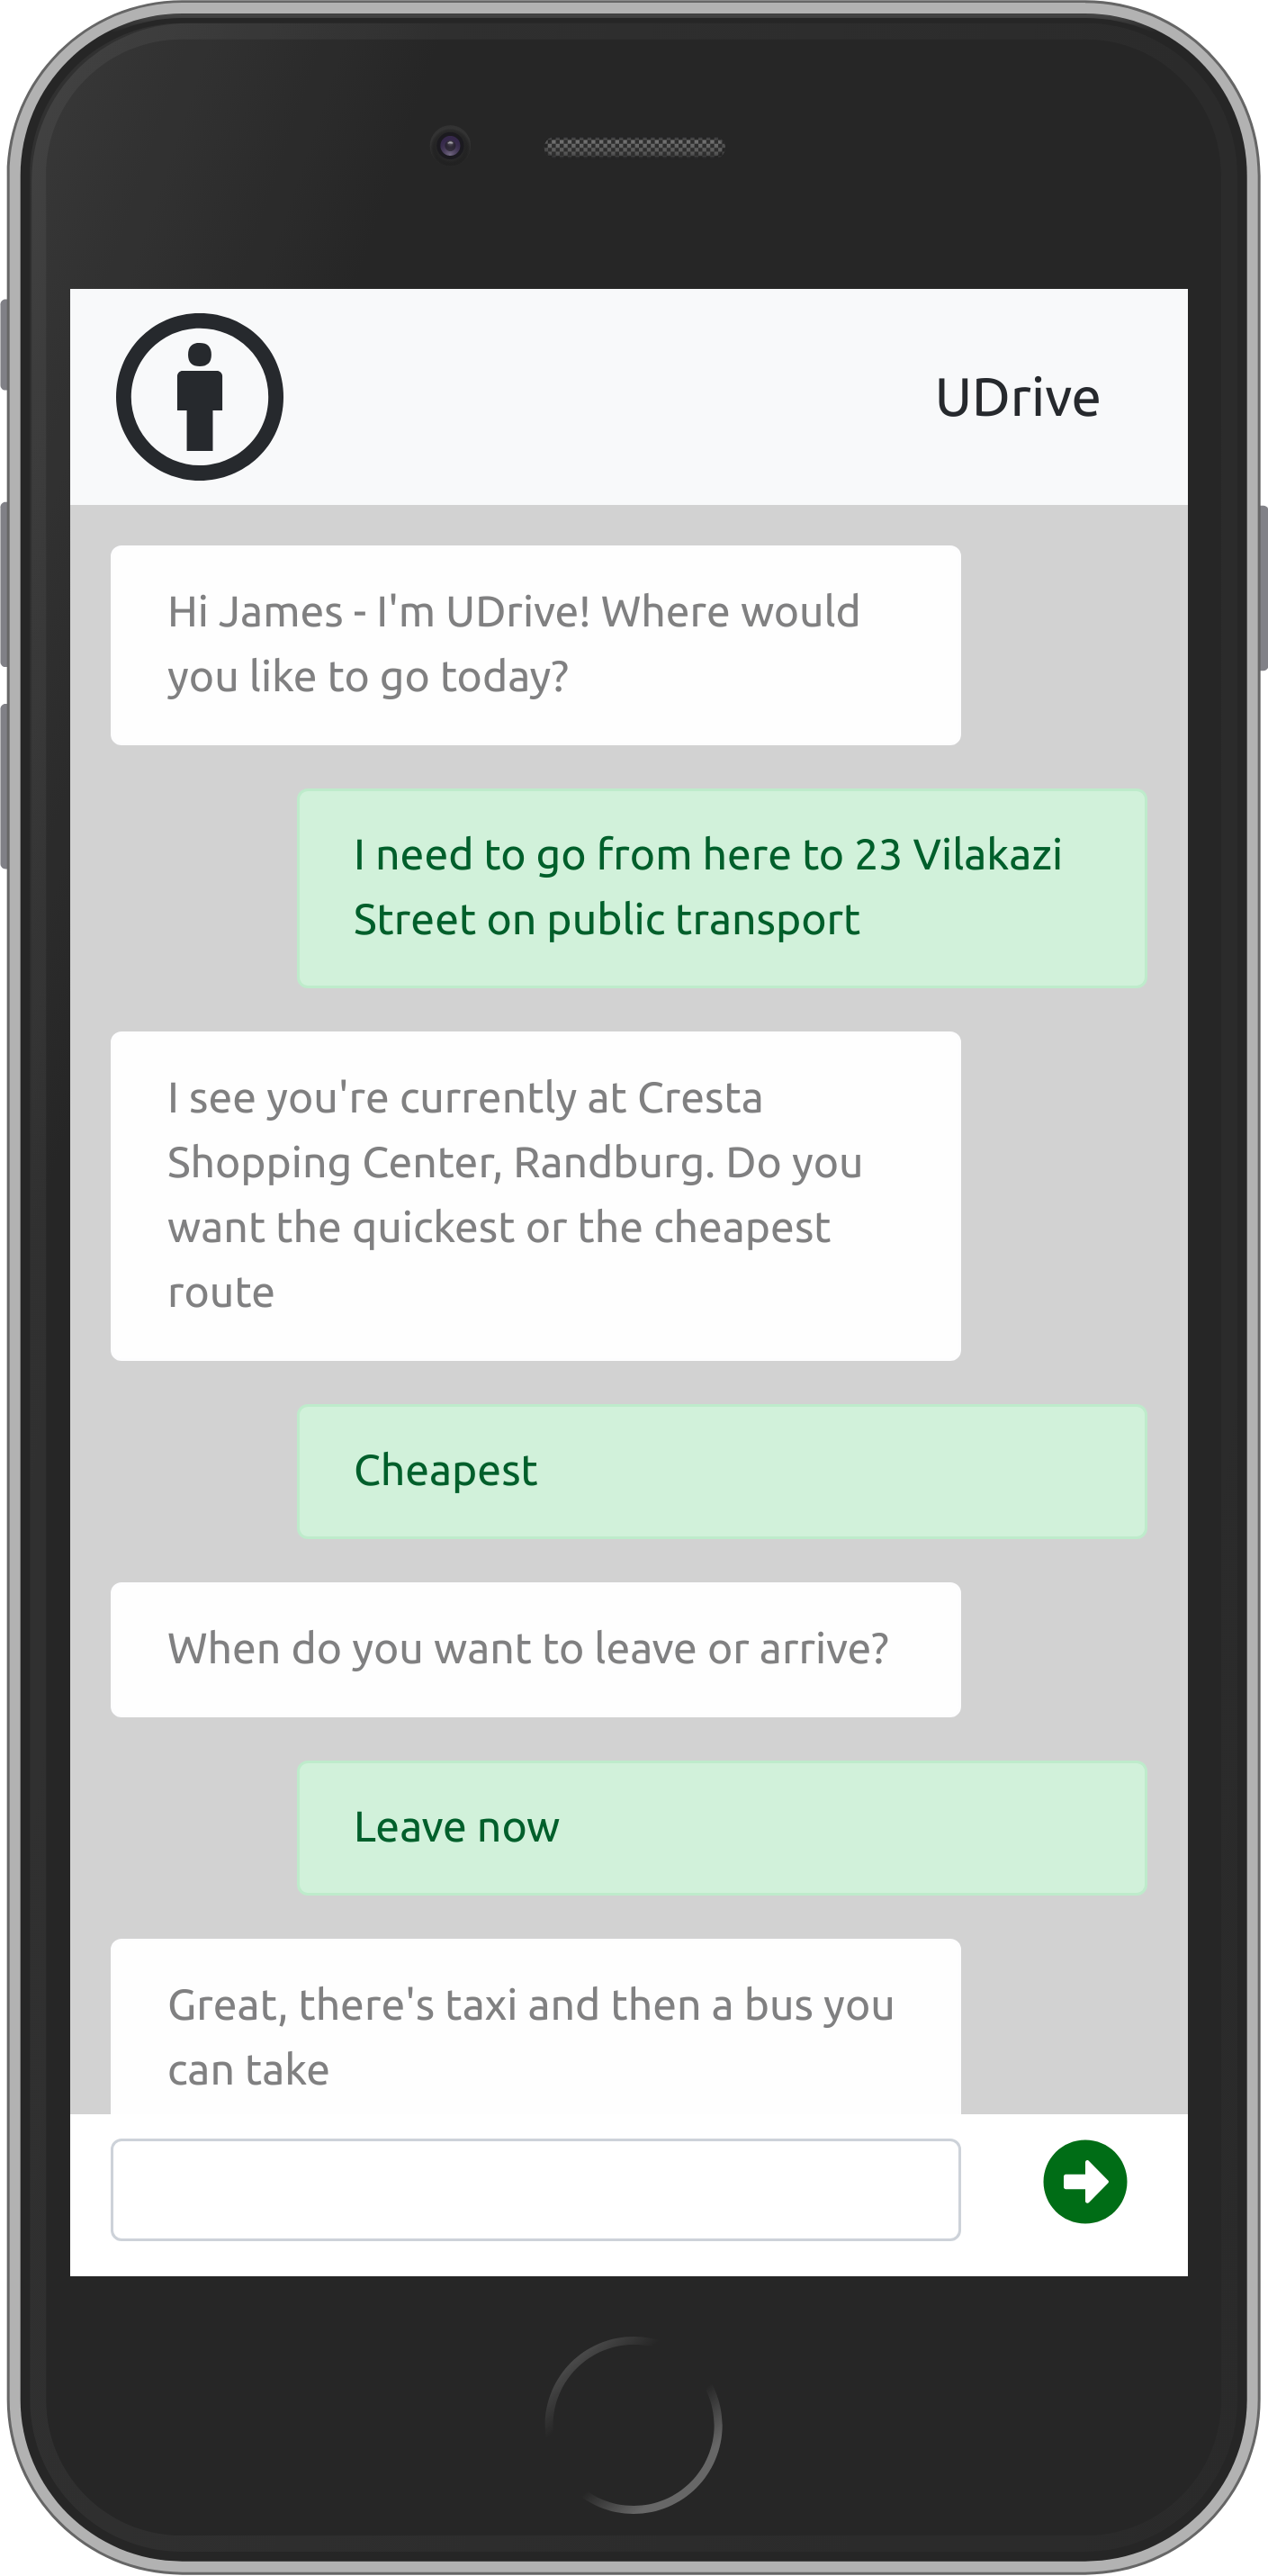 UDrive
Hi James - I'm UDrive! Where would
you like to go today?
I need to go from here to 23 Vilakazi
Street on public transport
I see you're currently at Cresta
Shopping Center, Randburg. Do you
want the quickest or the cheapest
route
Cheapest
When do you want to leave or arrive?
Leave now
Great, there's taxi and then a bus you
can take